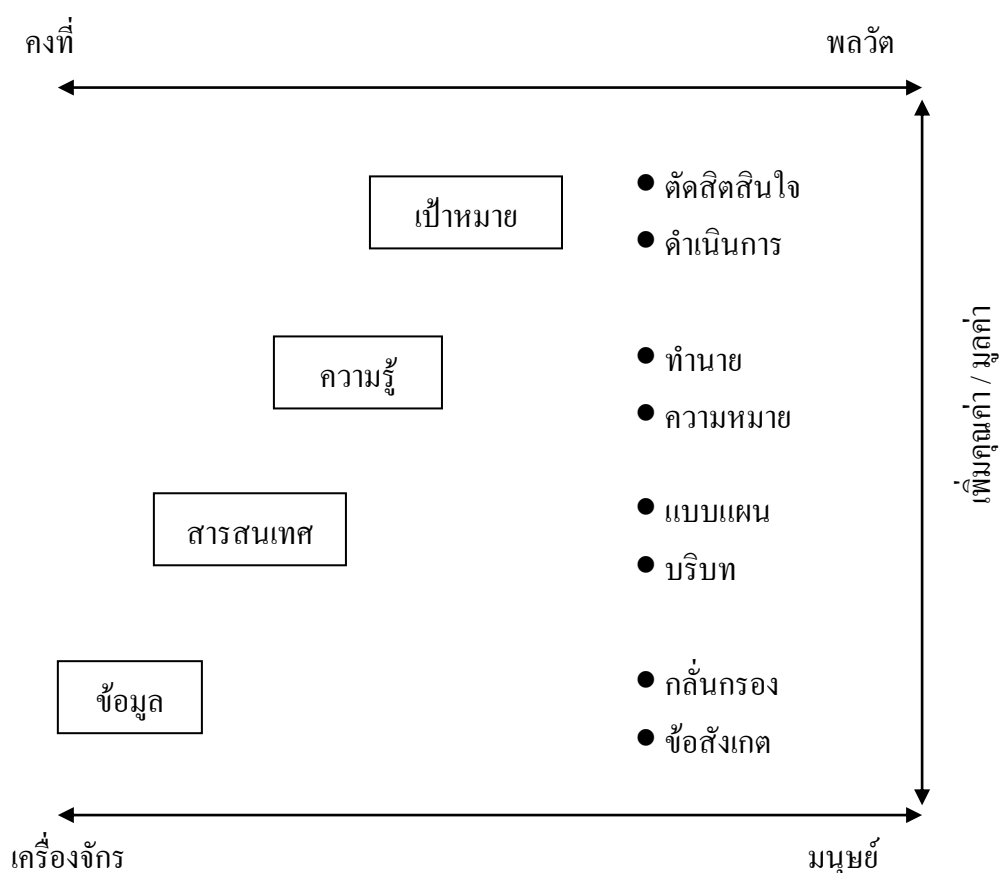 คงที่ พลวัต
เป้าหมาย
● ตัดสิตสินใจ
● ดำเนินการ
ความรู้
● ทำนาย
● ความหมาย
เพิ่มคุณค่า / มูลค่า
สารสนเทศ
● แบบแผน
● บริบท
ข้อมูล
● กลั่นกรอง
● ข้อสังเกต
เครื่องจักร มนุษย์